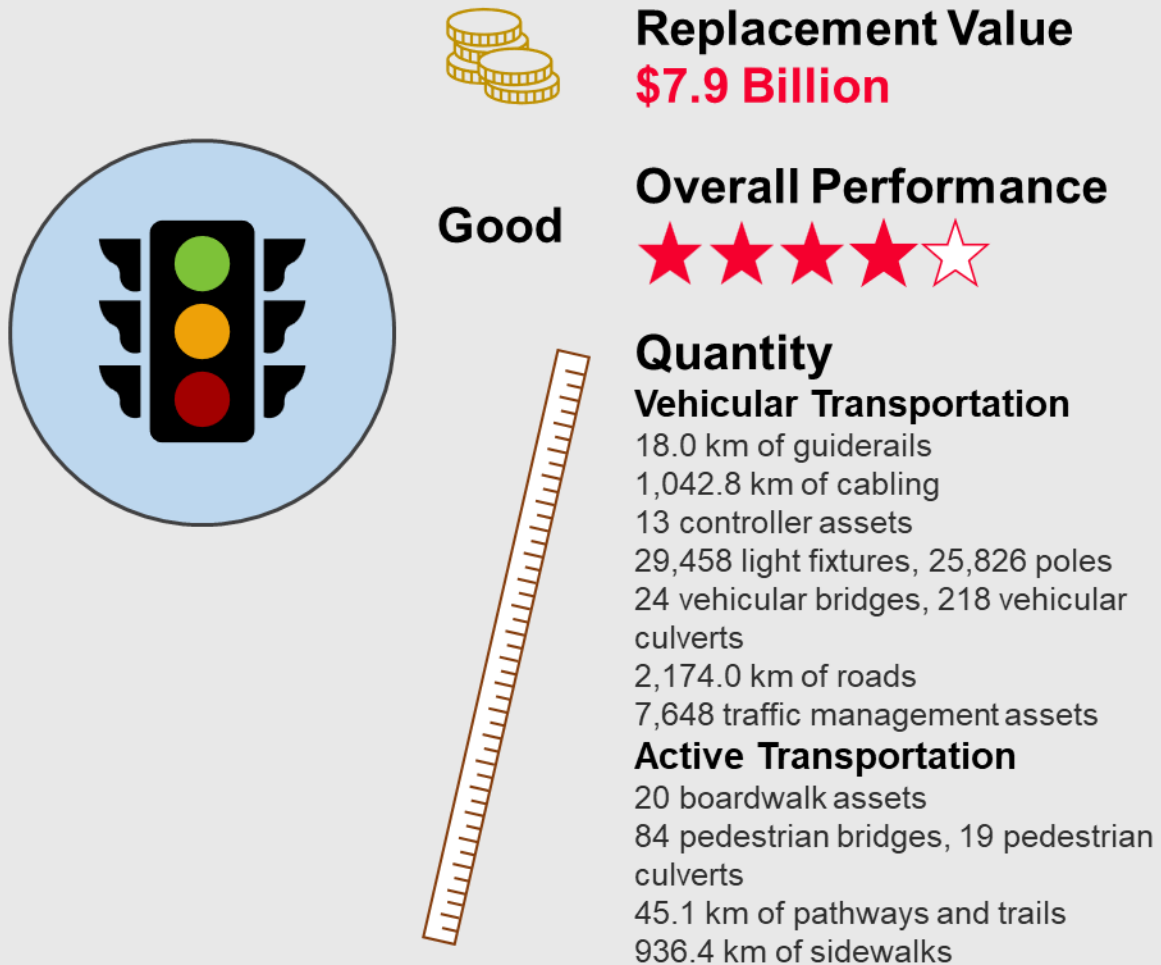 Replacement Value
$7.9 Billion
Overall Performance
Good
Quantity
Vehicular Transportation
18.0 km of guiderails
1,042.8 km of cabling
13 controller assets
29,458 light fixtures, 25,826 poles
24 vehicular bridges, 218 vehicular
culverts
2,174.0 km of roads
7,648 traffic management assets
Active Transportation
20 boardwalk assets
84 pedestrian bridges, 19 pedestrian
culverts
45.1 km of pathways and trails
936.4 km of sidewalks